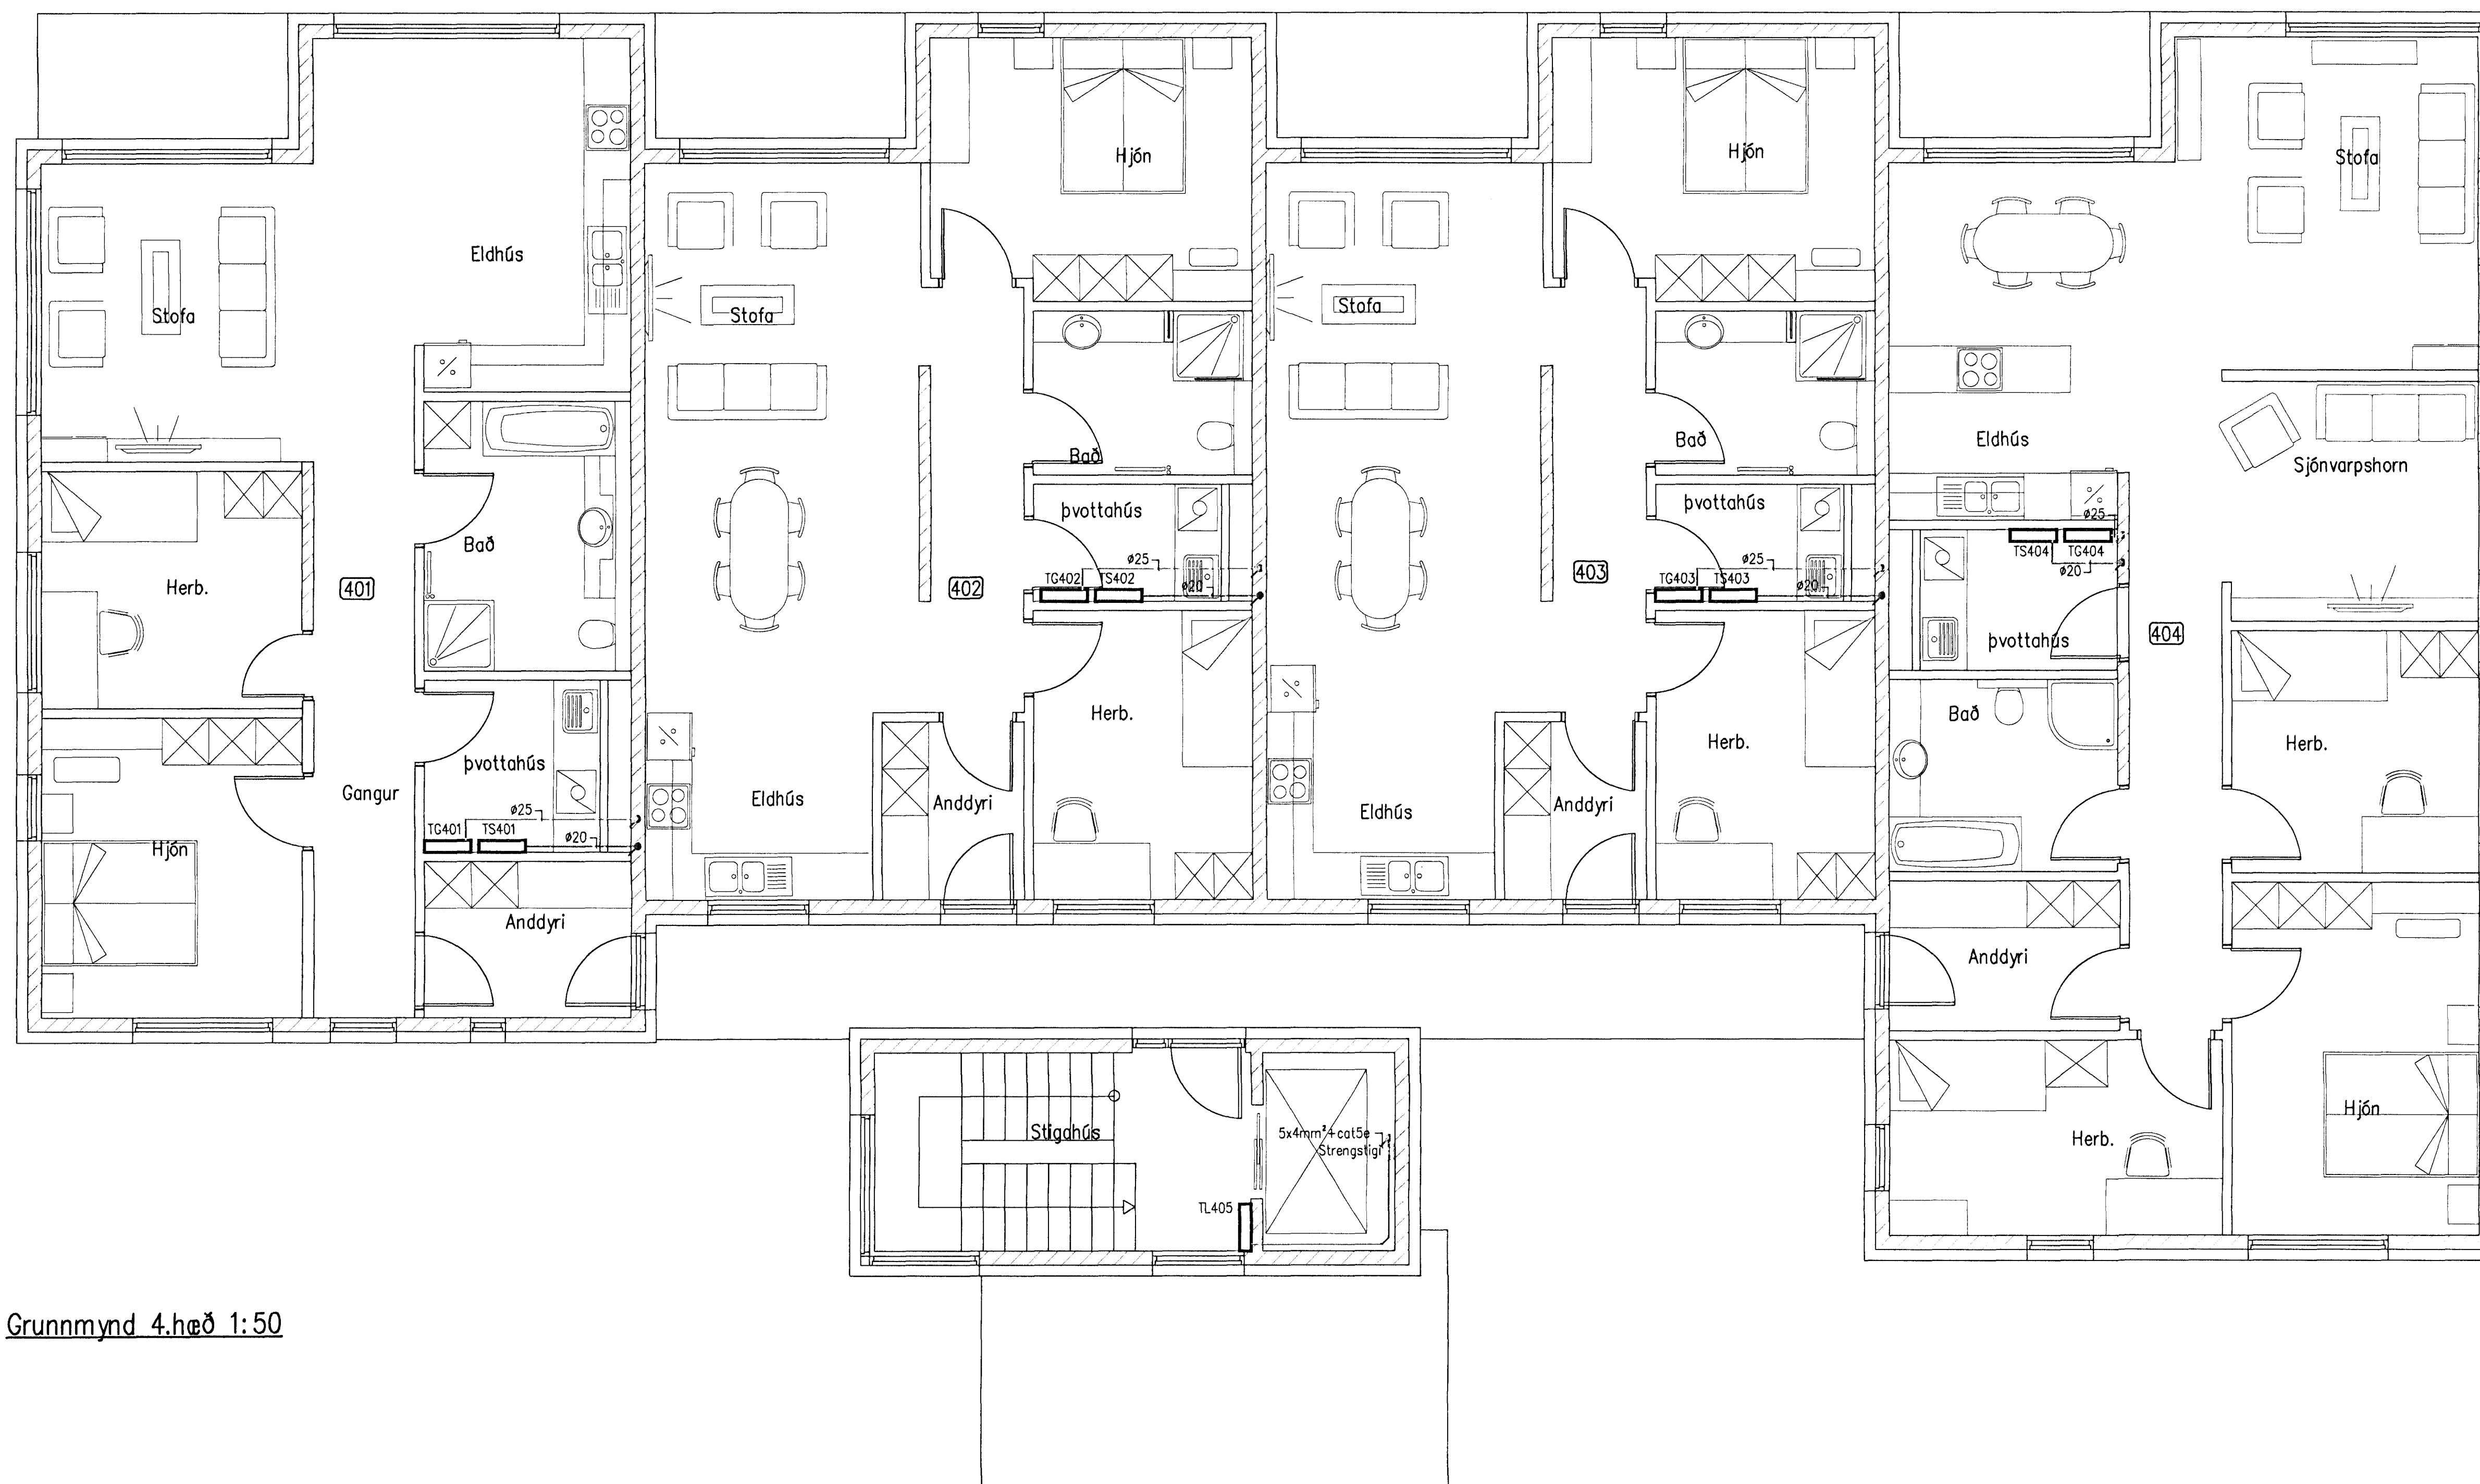 Eldhús
Stofa
Herb.
401
Bað
þvottahús
Gangur
ø25
TG401 TS401
ø20
Hjón
Anddyri
Hjón
Stofa
Bað
þvottahús
ø25
TG402 TS402
ø20
402
Herb.
Eldhús
Anddyri
Hjón
Stofa
Bað
þvottahús
ø25
403
TG403 TS403
ø20
Herb.
Eldhús
Anddyri
Stofa
Eldhús
Sjónvarpshorn
ø25
TS404 TG404
ø20
þvottahús
404
Bað
Herb.
Anddyri
Hjón
Herb.
Stigahús
5x4mm²+cat5e
Strengstigi
TL405
Grunnmynd 4.hæð 1:50